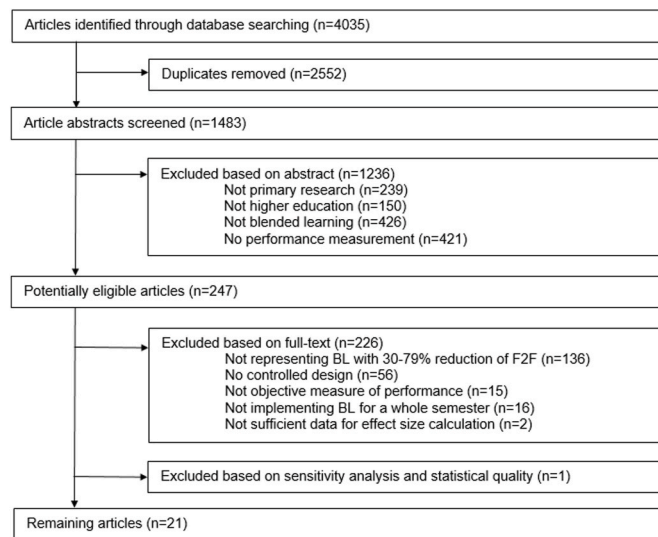 Articles identified through database searching (n=4035)
Duplicates removed (n=2552)
Article abstracts screened (n=1483)
Excluded based on abstract (n=1236)
Not primary research (n=239)
Not higher education (n=150)
Not blended learning (n=426)
No performance measurement (n=421)
Potentially eligible articles (n=247)
Excluded based on full-text (n=226)
Not representing BL with 30-79% reduction of F2F (n=136)
No controlled design (n=56)
Not objective measure of performance (n=15)
Not implementing BL for a whole semester (n=16)
Not sufficient data for effect size calculation (n=2)
Excluded based on sensitivity analysis and statistical quality (n=1)
Remaining articles (n=21)